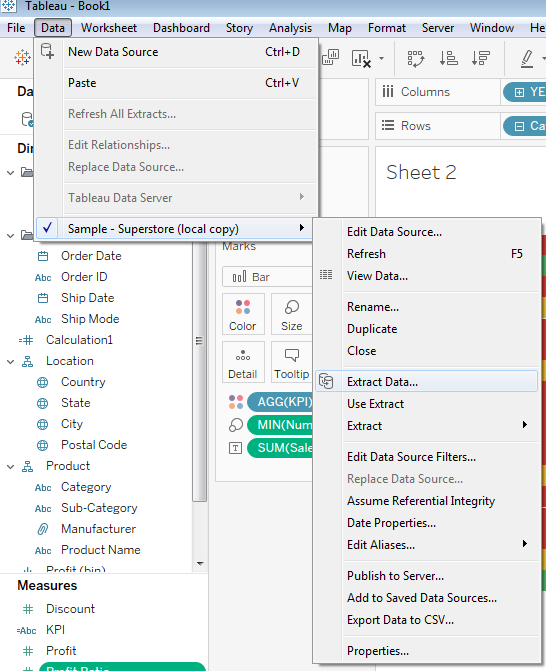 Tableau - Book1
File Data Worksheet Dashboard Story Analysis Map Format Server Window
New Data Source Ctrl+D
Paste Ctrl+V
Refresh All Extracts...
Edit Relationships...
Replace Data Source...
Tableau Data Server
Sample - Superstore (local copy)
Columns
Rows
Sheet 2
Order Date
Order ID
Ship Date
Ship Mode
Calculation1
Location
Country
State
City
Postal Code
Product
Category
Sub-Category
Manufacturer
Product Name
Profit (bin)
Measures
Discount
KPI
Profit
Profit Ratio
Marks
Bar
Color Size
Detail Tooltip
AGG(KPI)
MIN(Num
SUM(Sale
Edit Data Source...
Refresh F5
View Data...
Rename...
Duplicate
Close
Extract Data...
Use Extract
Extract
Edit Data Source Filters...
Replace Data Source...
Assume Referential Integrity
Date Properties...
Edit Aliases...
Publish to Server...
Add to Saved Data Sources...
Export Data to CSV...
Properties...